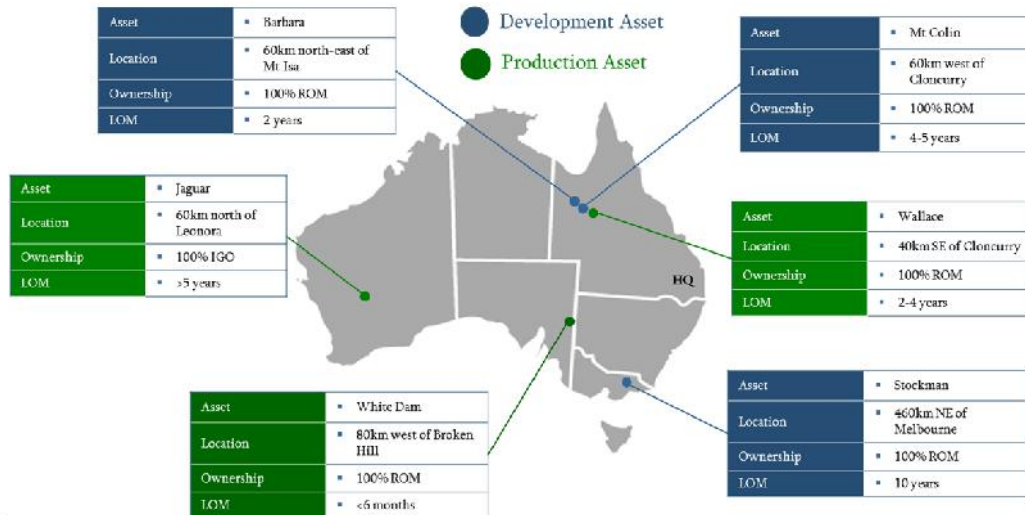 Asset ▪ Barbara
Location ▪ 60km north-east of
Mt Isa
Ownership ▪ 100% ROM
LOM ▪ 2 years
Development Asset
Production Asset
Asset ▪ Mt Colin
Location ▪ 60km west of
Cloncurry
Ownership ▪ 100% ROM
LOM ▪ 4-5 years
Asset ▪ Jaguar
Location ▪ 60km north of
Leonora
Ownership ▪ 100% IGO
LOM ▪ >5 years
Asset ▪ Wallace
Location ▪ 40km SE of Cloncurry
Ownership ▪ 100% ROM
LOM ▪ 2-4 years
HQ
Asset ▪ White Dam
Location ▪ 80km west of Broken
Hill
Ownership ▪ 100% ROM
LOM ▪ <6 months
Asset ▪ Stockman
Location ▪ 460km NE of
Melbourne
Ownership ▪ 100% ROM
LOM ▪ 10 years